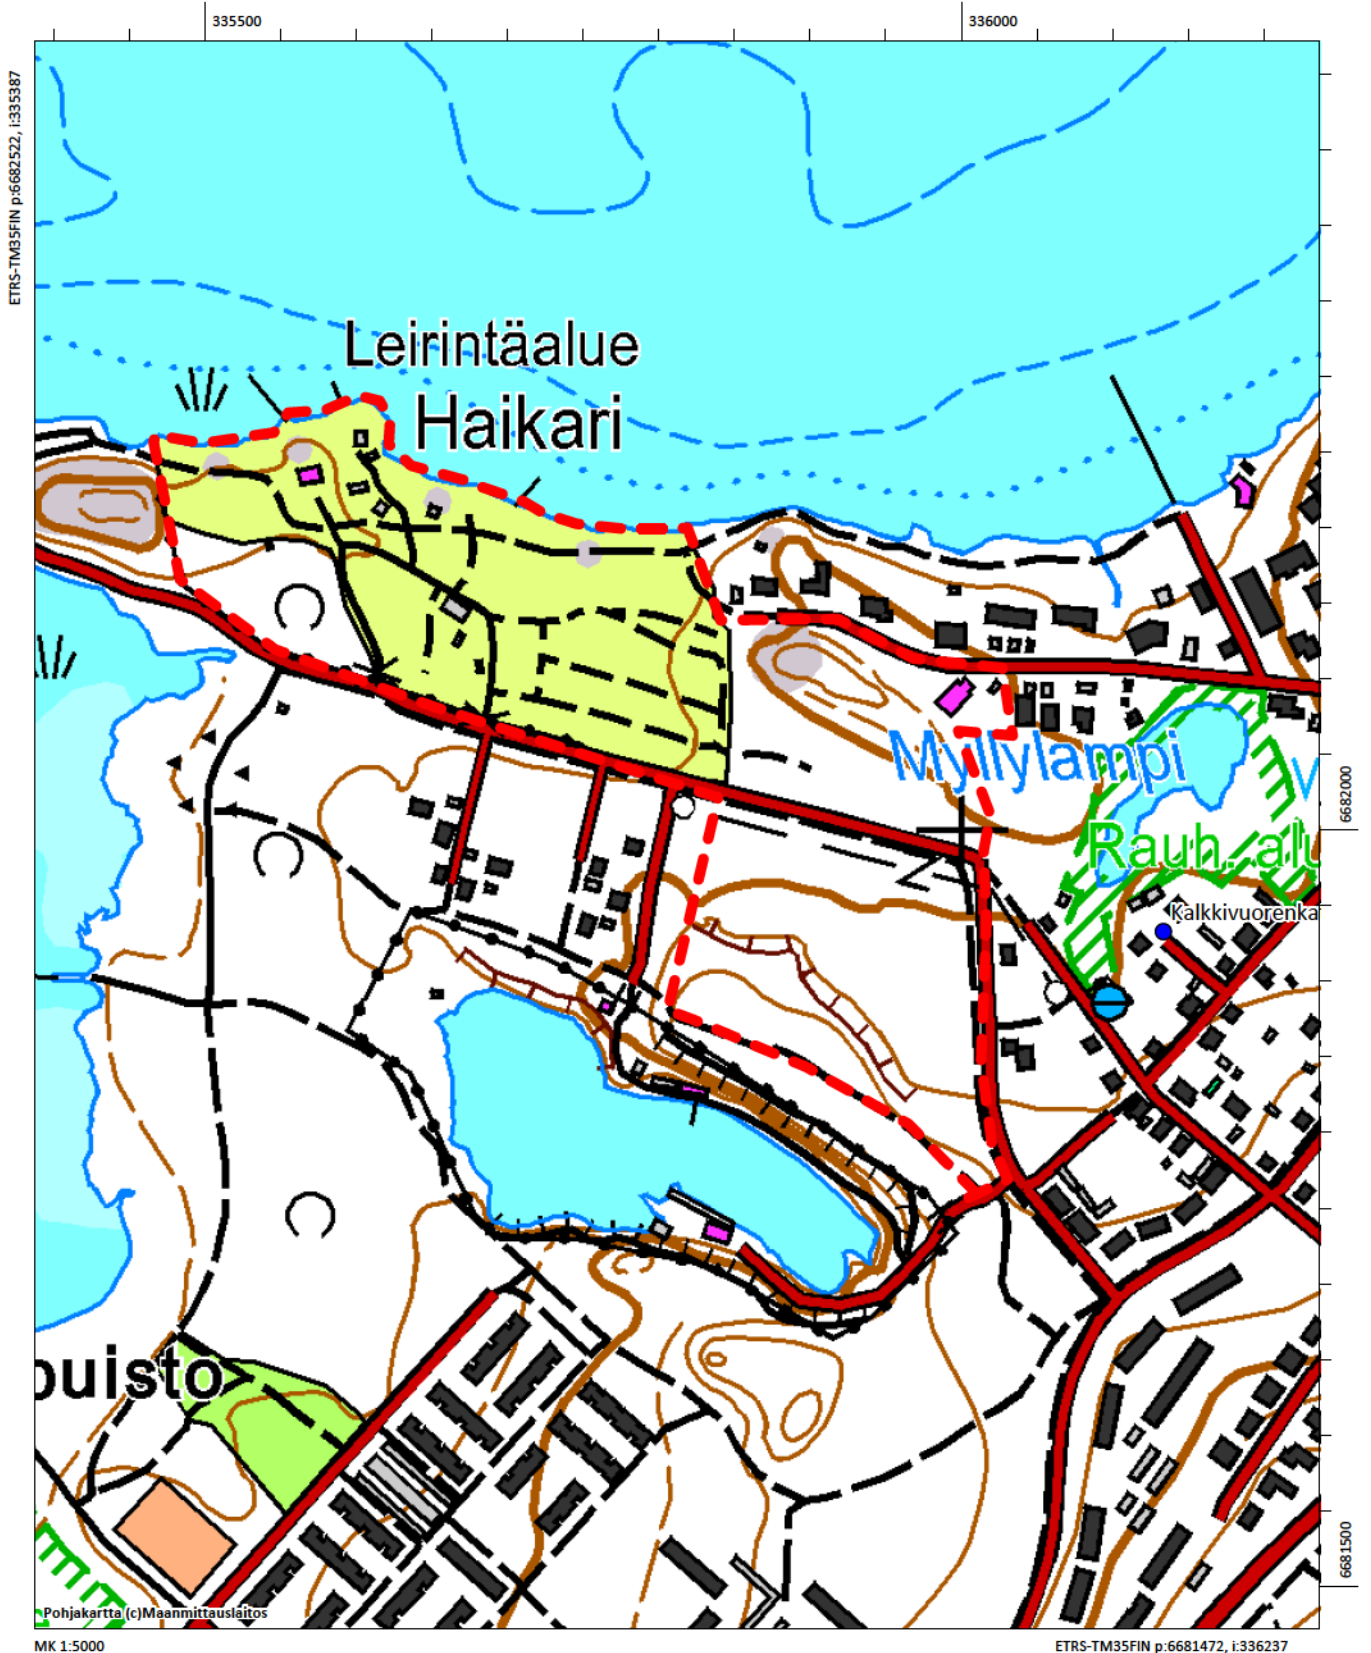 335500
336000
ETRS-TM35FIN p:6682522, i:335387
Leirintäalue
Haikari
Myllylampi
6682000
V
Rauh. alu
Kalkkivuorenka
puisto
6681500
Pohjakartta (c)Maanmittauslaitos
MK 1:5000
ETRS-TM35FIN p:6681472, i:336237